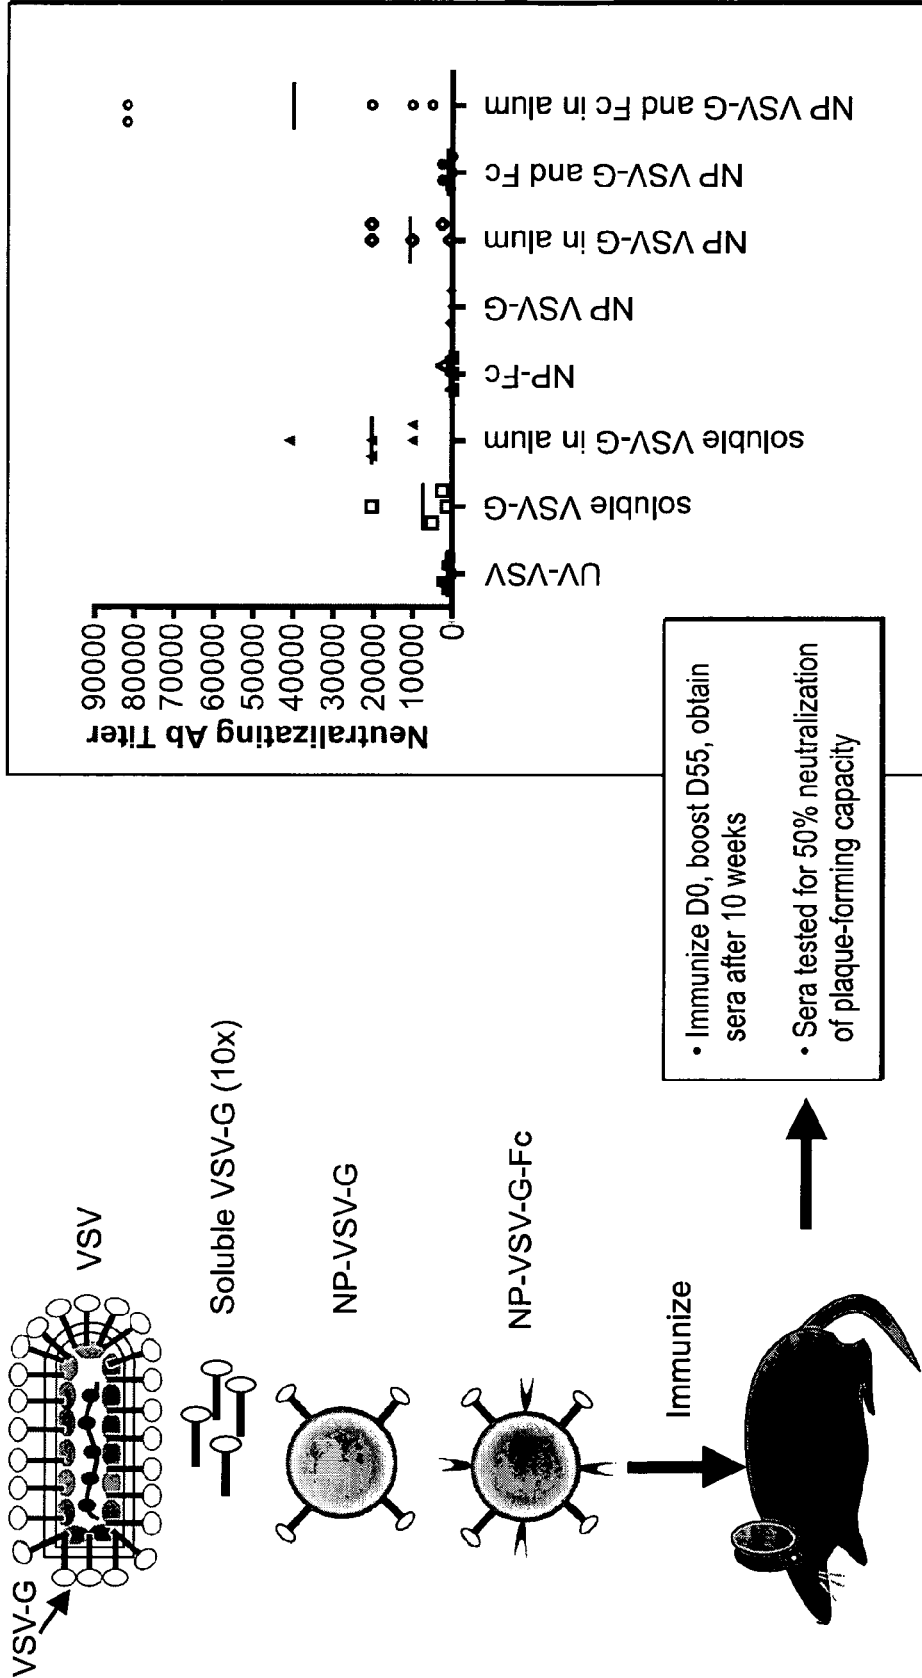 VSV-G
VSV
Soluble VSV-G (10x)
NP-VSV-G
NP-VSV-G-Fc
Immunize
• Immunize D0, boost D55, obtain
sera after 10 weeks
• Sera tested for 50% neutralization
of plaque-forming capacity
Neutralizating Ab Titer
90000
80000
70000
60000
50000
40000
30000
20000
10000
0
UV-VSV
soluble VSV-G
soluble VSV-G in alum
NP-Fc
NP VSV-G
NP VSV-G in alum
NP VSV-G and Fc
NP VSV-G and Fc in alum